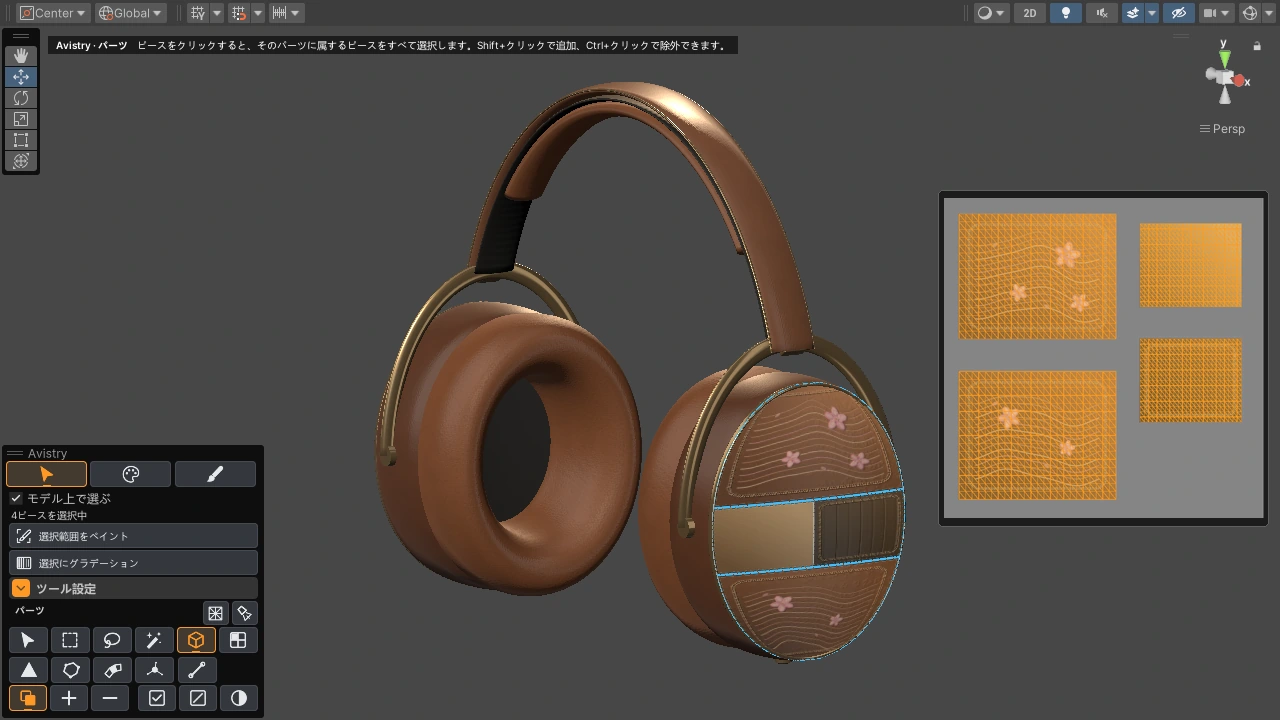 Center
Global
2D
Avistry · パーツ ピースをクリックすると、そのパーツに属するピースをすべて選択します。Shift+クリックで追加、Ctrl+クリックで除外できます。
y
x
Persp
Avistry
モデル上で選ぶ
4ピースを選択中
選択範囲をペイント
選択にグラデーション
ツール設定
パーツ